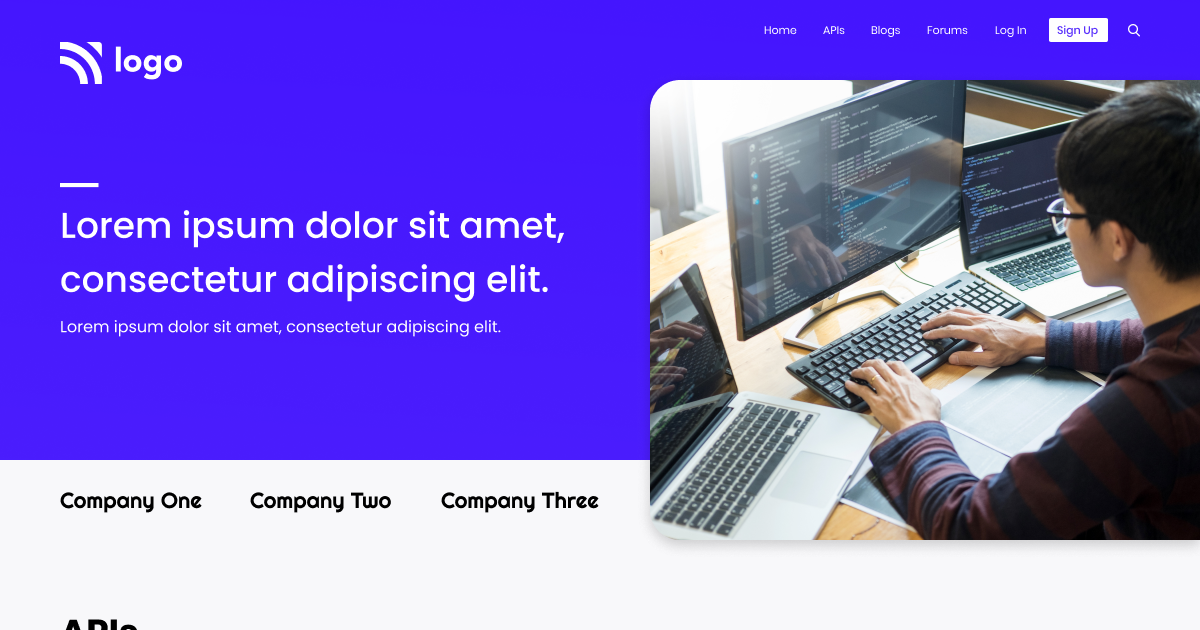 Home APIs Blogs Forums Log In Sign Up
logo
Lorem ipsum dolor sit amet,
consectetur adipiscing elit.
Lorem ipsum dolor sit amet, consectetur adipiscing elit.
Company One Company Two Company Three
APIs